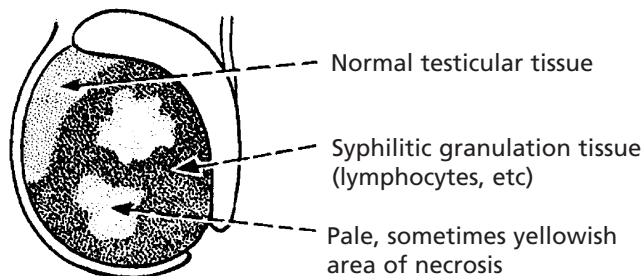 Normal testicular tissue
Syphilitic granulation tissue
(lymphocytes, etc)
Pale, sometimes yellowish
area of necrosis